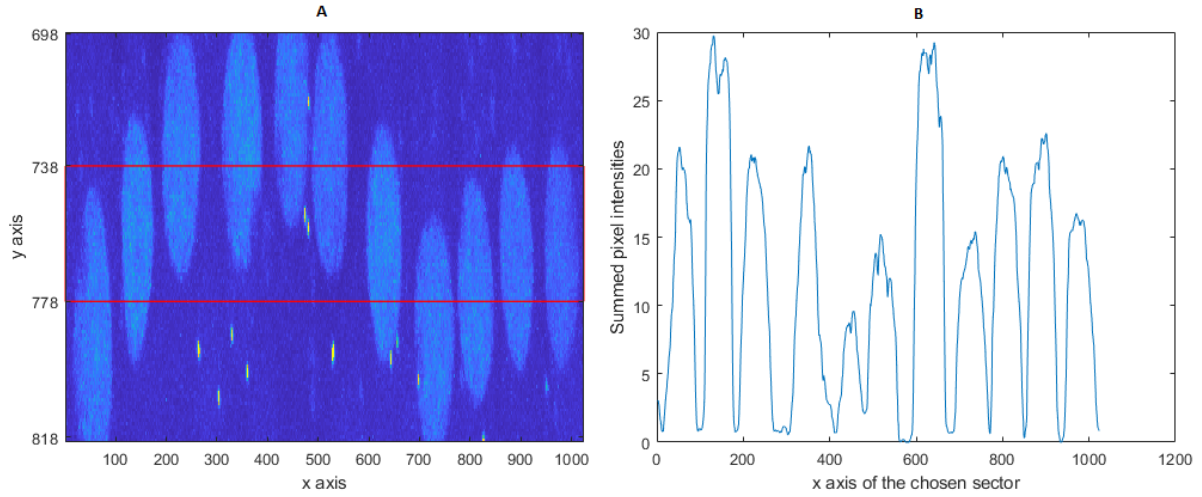 A
698
738
778
818
y axis
100 200 300 400 500 600 700 800 900 1000
x axis
B
30
25
20
15
10
5
0
Summed pixel intensities
0 200 400 600 800 1000 1200
x axis of the chosen sector